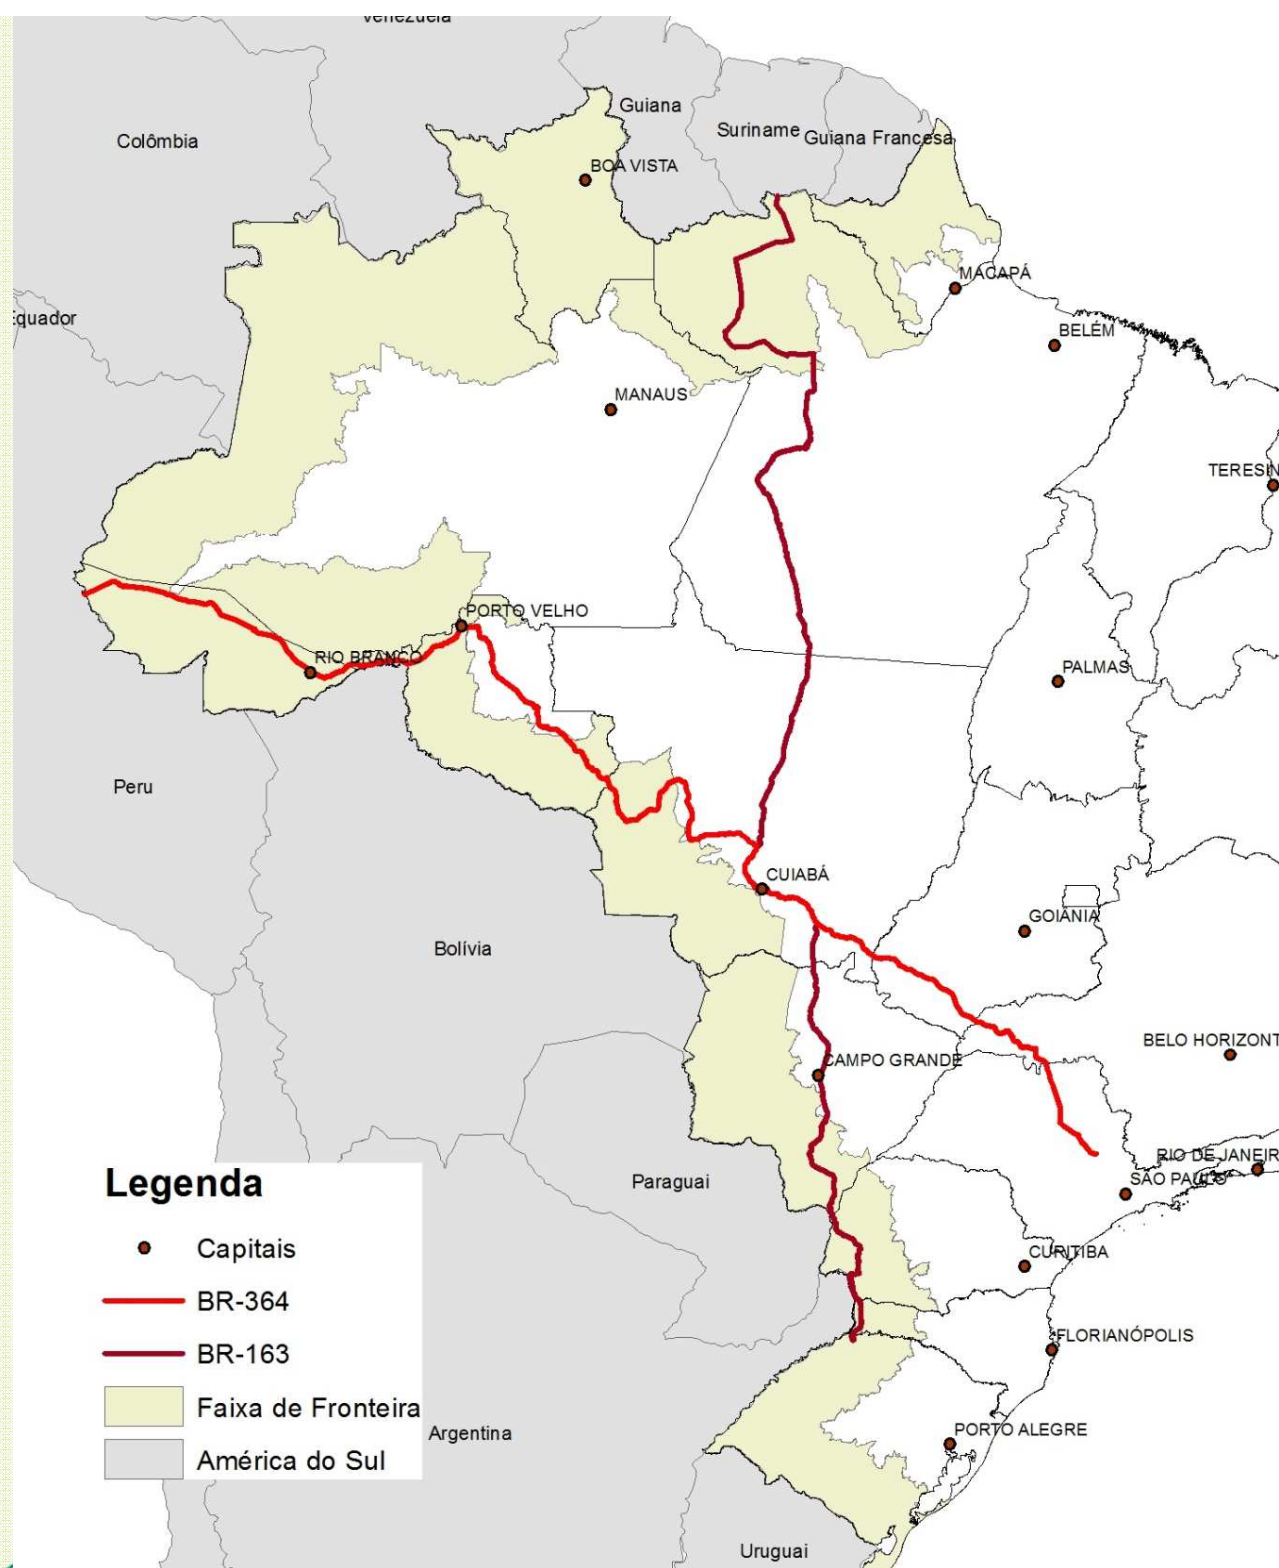 Venezuela
Guiana
Suriname
Guiana Francesa
Colômbia
BOA VISTA
MACAPÁ
Equador
BELÉM
MANAUS
TERESIN
PORTO VELHO
RIO BRANCO
PALMAS
Peru
CUIABÁ
GOIÂNIA
Bolívia
BELO HORIZONT
CAMPO GRANDE
RIO DE JANEIR
SÃO PAULO
Paraguai
CURITIBA
FLORIANÓPOLIS
PORTO ALEGRE
Argentina
Uruguai
Legenda
Capitais
BR-364
BR-163
Faixa de Fronteira
América do Sul